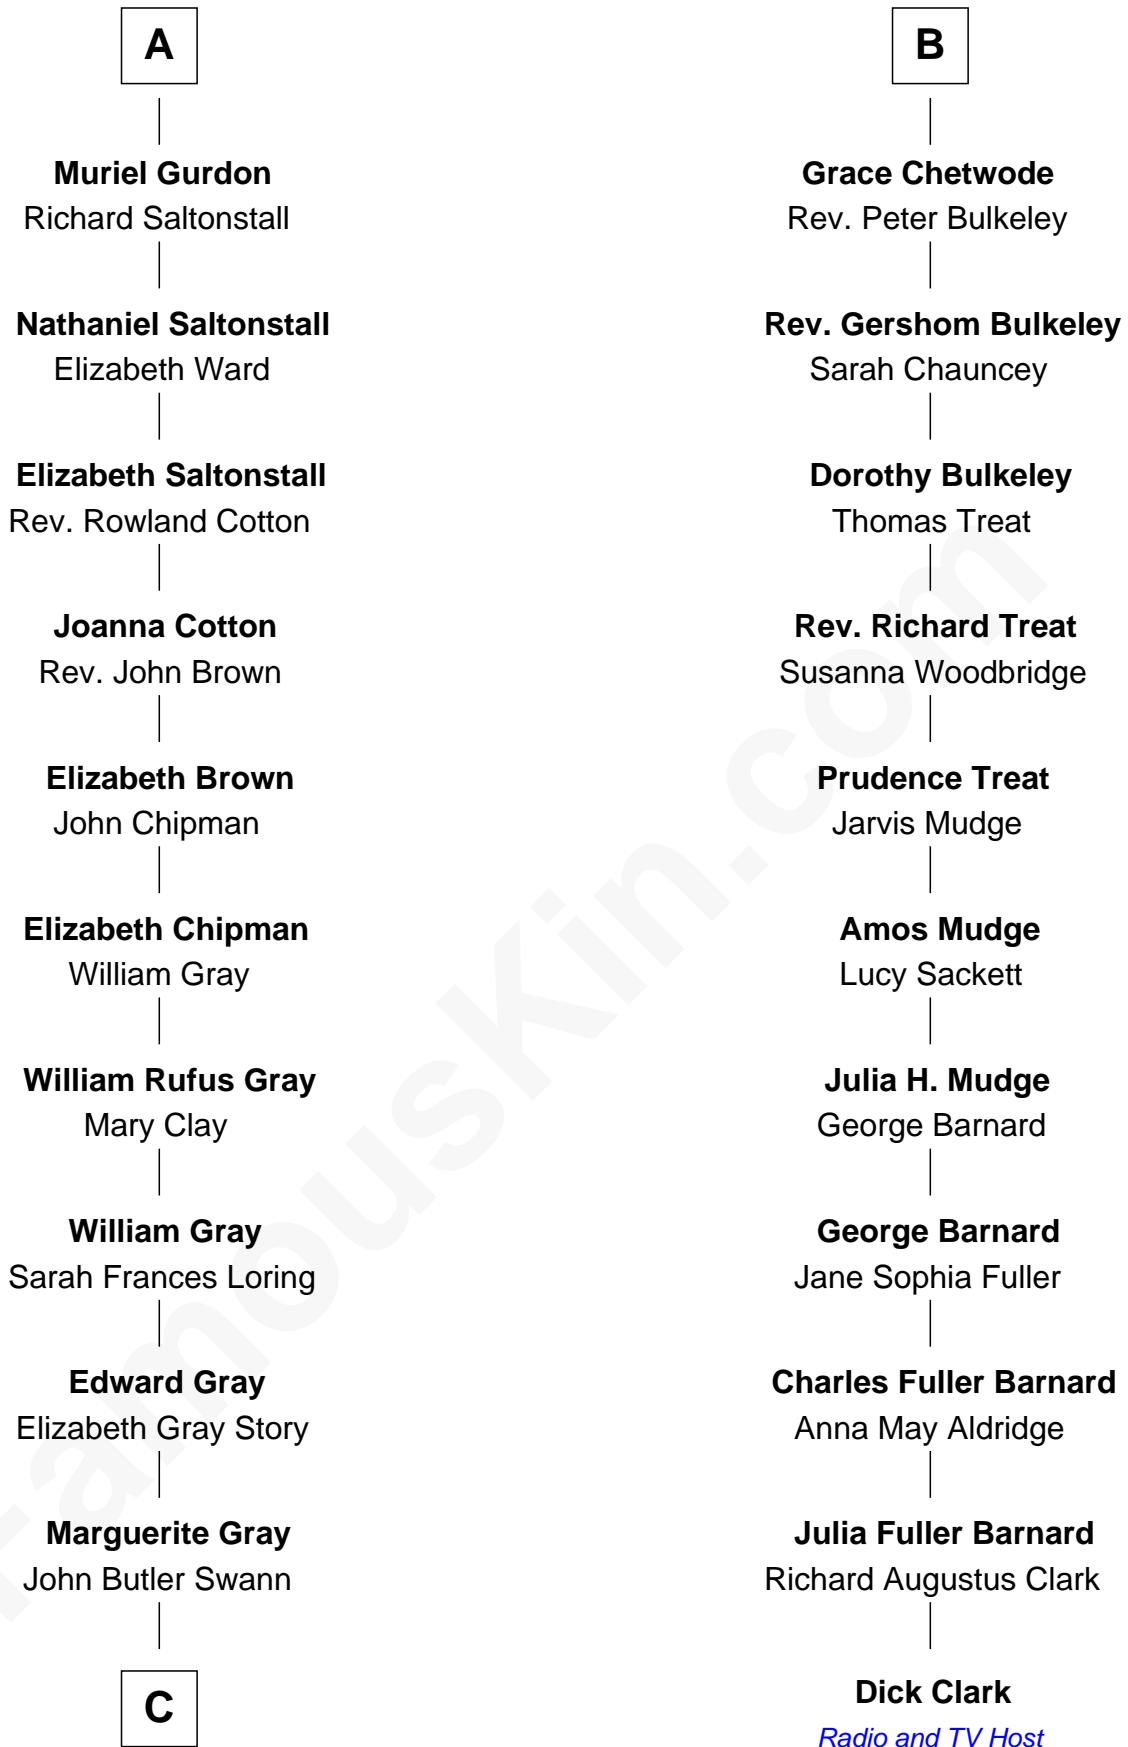 A
Muriel Gurdon
Richard Saltonstall
Nathaniel Saltonstall
Elizabeth Ward
Elizabeth Saltonstall
Rev. Rowland Cotton
Joanna Cotton
Rev. John Brown
Elizabeth Brown
John Chipman
Elizabeth Chipman
William Gray
William Rufus Gray
Mary Clay
William Gray
Sarah Frances Loring
Edward Gray
Elizabeth Gray Story
Marguerite Gray
John Butler Swann
C
B
Grace Chetwode
Rev. Peter Bulkeley
Rev. Gershom Bulkeley
Sarah Chauncey
Dorothy Bulkeley
Thomas Treat
Rev. Richard Treat
Susanna Woodbridge
Prudence Treat
Jarvis Mudge
Amos Mudge
Lucy Sackett
Julia H. Mudge
George Barnard
George Barnard
Jane Sophia Fuller
Charles Fuller Barnard
Anna May Aldridge
Julia Fuller Barnard
Richard Augustus Clark
Dick Clark
Radio and TV Host
FamousKin.com